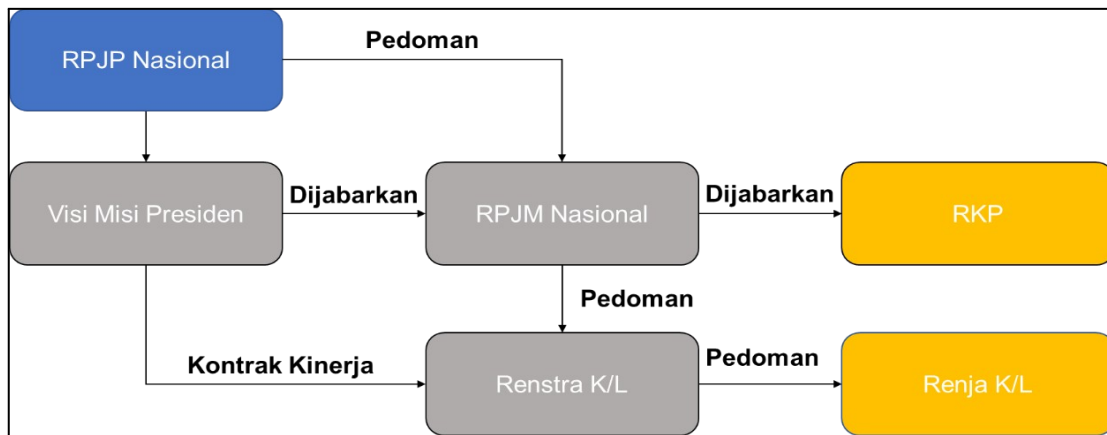 Pedoman
RPJP Nasional
Visi Misi Presiden
Dijabarkan
RPJM Nasional
Dijabarkan
RKP
Pedoman
Kontrak Kinerja
Renstra K/L
Pedoman
Renja K/L